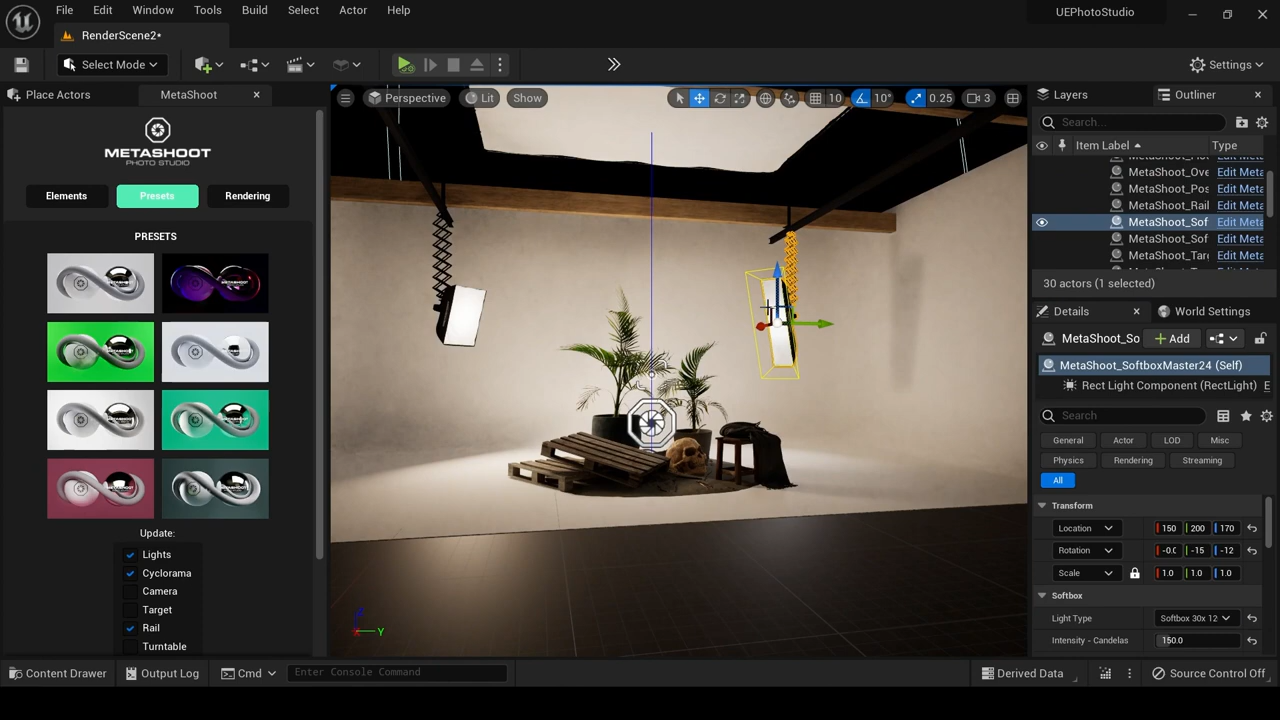 File Edit Window Tools Build Select Actor Help
UEPhotoStudio
RenderScene2*
Select Mode
Settings
Place Actors
MetaShoot
Perspective
Lit
Show
10
10°
0.25
3
Layers
Outliner
METASHOOT
PHOTO STUDIO
Search...
Item Label
Type
Elements
Presets
Rendering
MetaShoot_Ove Edit Meta
MetaShoot_Pos Edit Meta
MetaShoot_Rail Edit Meta
MetaShoot_Sof Edit Meta
MetaShoot_Sof Edit Meta
MetaShoot_Targ Edit Meta
30 actors (1 selected)
PRESETS
Details
World Settings
MetaShoot_So
Add
MetaShoot_SoftboxMaster24 (Self)
Rect Light Component (RectLight) E
Search
General
Actor
LOD
Misc
Physics
Rendering
Streaming
All
Transform
Location 150 200 170
Rotation -0.0 -15 -12
Scale 1.0 1.0 1.0
Softbox
Light Type Softbox 30x 12
Intensity - Candelas 150.0
Update:
Lights
Cyclorama
Camera
Target
Rail
Turntable
X Y
Content Drawer
Output Log
Cmd
Enter Console Command
Derived Data
Source Control Off